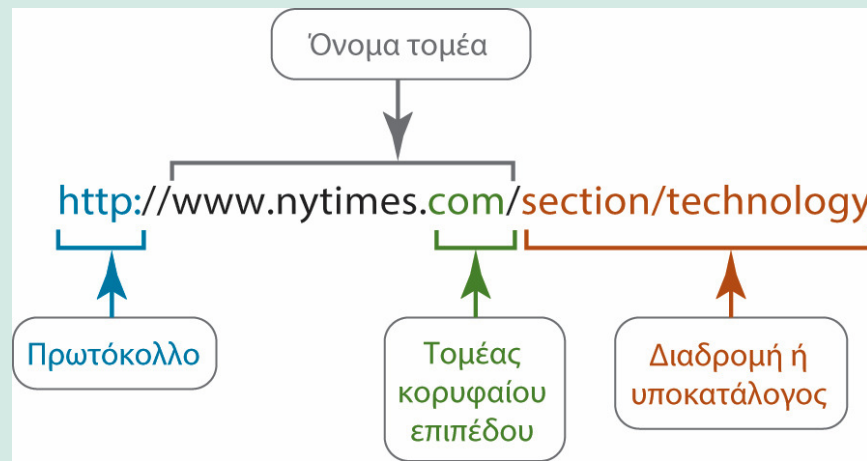 Όνομα τομέα
http://www.nytimes.com/section/technology
Πρωτόκολλο
Τομέας
κορυφαίου
επιπέδου
Διαδρομή ή
υποκατάλογος